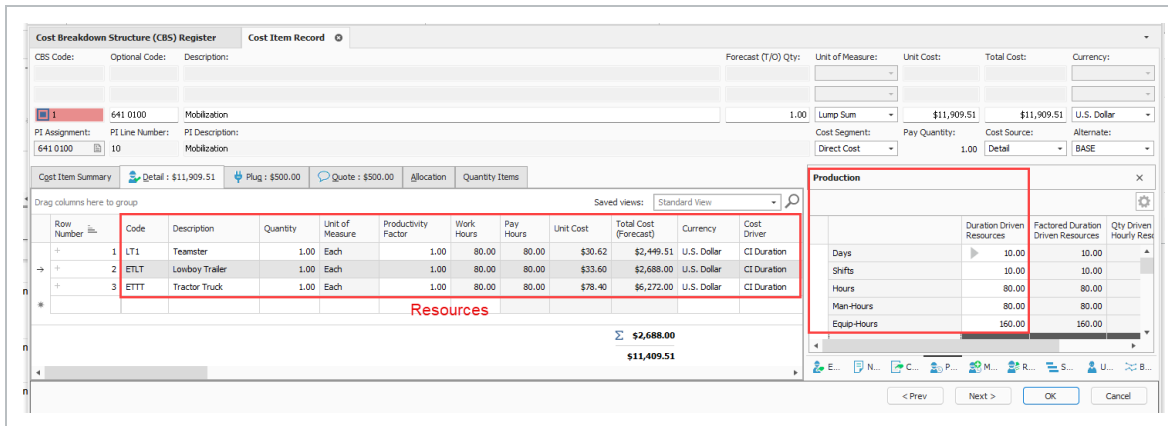 Cost Breakdown Structure (CBS) Register Cost Item Record
CBS Code: Optional Code: Description: Forecast (T/O) Qty: Unit of Measure: Unit Cost: Total Cost: Currency:
1 641 0100 Mobilization 1.00 Lump Sum $11,909.51 $11,909.51 U.S. Dollar
PI Assignment: PI Line Number: PI Description: Cost Segment: Pay Quantity: Cost Source: Alternate:
641 0100 10 Mobilization Direct Cost 1.00 Detail BASE
Cost Item Summary Detail : $11,909.51 Plug : $500.00 Quote : $500.00 Allocation Quantity Items Production
Drag columns here to group Saved views: Standard View
Row Number Code Description Quantity Unit of Measure Productivity Factor Work Hours Pay Hours Unit Cost Total Cost (Forecast) Currency Cost Driver
1 LT1 Teamster 1.00 Each 1.00 80.00 80.00 $30.62 $2,449.51 U.S. Dollar CI Duration
2 ETLT Lowboy Trailer 1.00 Each 1.00 80.00 80.00 $33.60 $2,688.00 U.S. Dollar CI Duration
3 ETTT Tractor Truck 1.00 Each 1.00 80.00 80.00 $78.40 $6,272.00 U.S. Dollar CI Duration
Resources
Σ $2,688.00
$11,409.51
Duration Driven Resources Factored Duration Driven Resources Qty Driven Hourly Reso
Days 10.00 10.00
Shifts 10.00 10.00
Hours 80.00 80.00
Man-Hours 80.00 80.00
Equip-Hours 160.00 160.00
E... N... C... P... M... R... S... U... B...
< Prev Next > OK Cancel